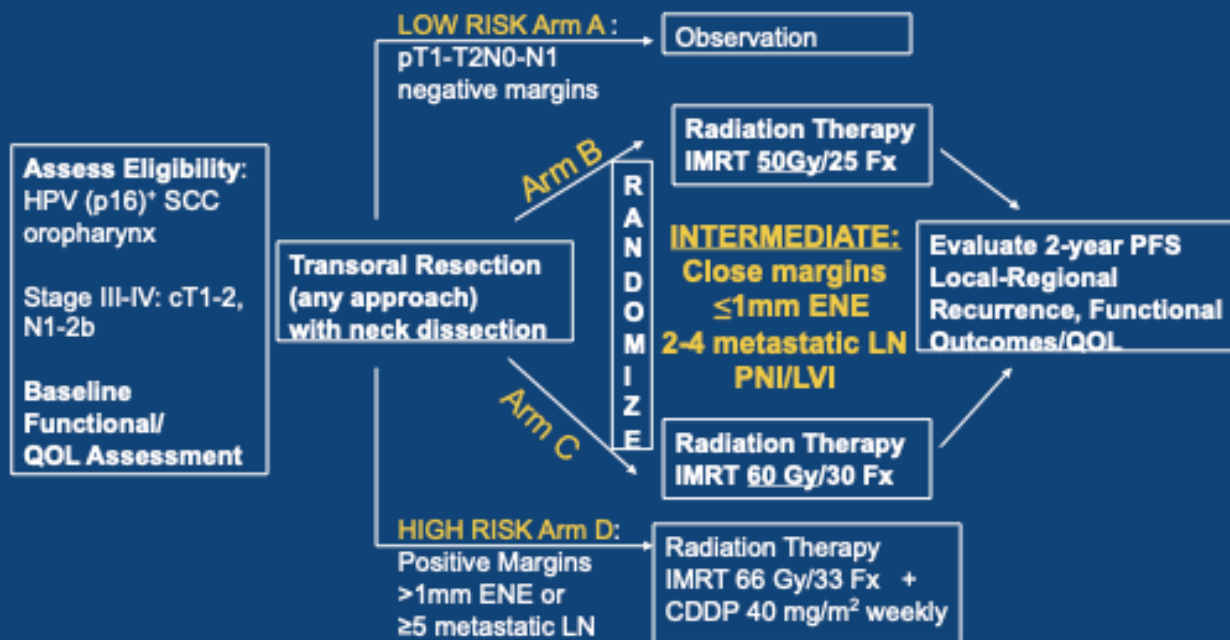 LOW RISK Arm A :
pT1-T2N0-N1
negative margins
Observation
Assess Eligibility:
HPV (p16)⁺ SCC
oropharynx
Stage III-IV: cT1-2,
N1-2b
Baseline
Functional/
QOL Assessment
Transoral Resection
(any approach)
with neck dissection
Arm B
Arm C
RANDOMIZE
Radiation Therapy
IMRT 50Gy/25 Fx
INTERMEDIATE:
Close margins
≤1mm ENE
2-4 metastatic LN
PNI/LVI
Radiation Therapy
IMRT 60 Gy/30 Fx
Evaluate 2-year PFS
Local-Regional
Recurrence, Functional
Outcomes/QOL
HIGH RISK Arm D:
Positive Margins
>1mm ENE or
≥5 metastatic LN
Radiation Therapy
IMRT 66 Gy/33 Fx +
CDDP 40 mg/m² weekly